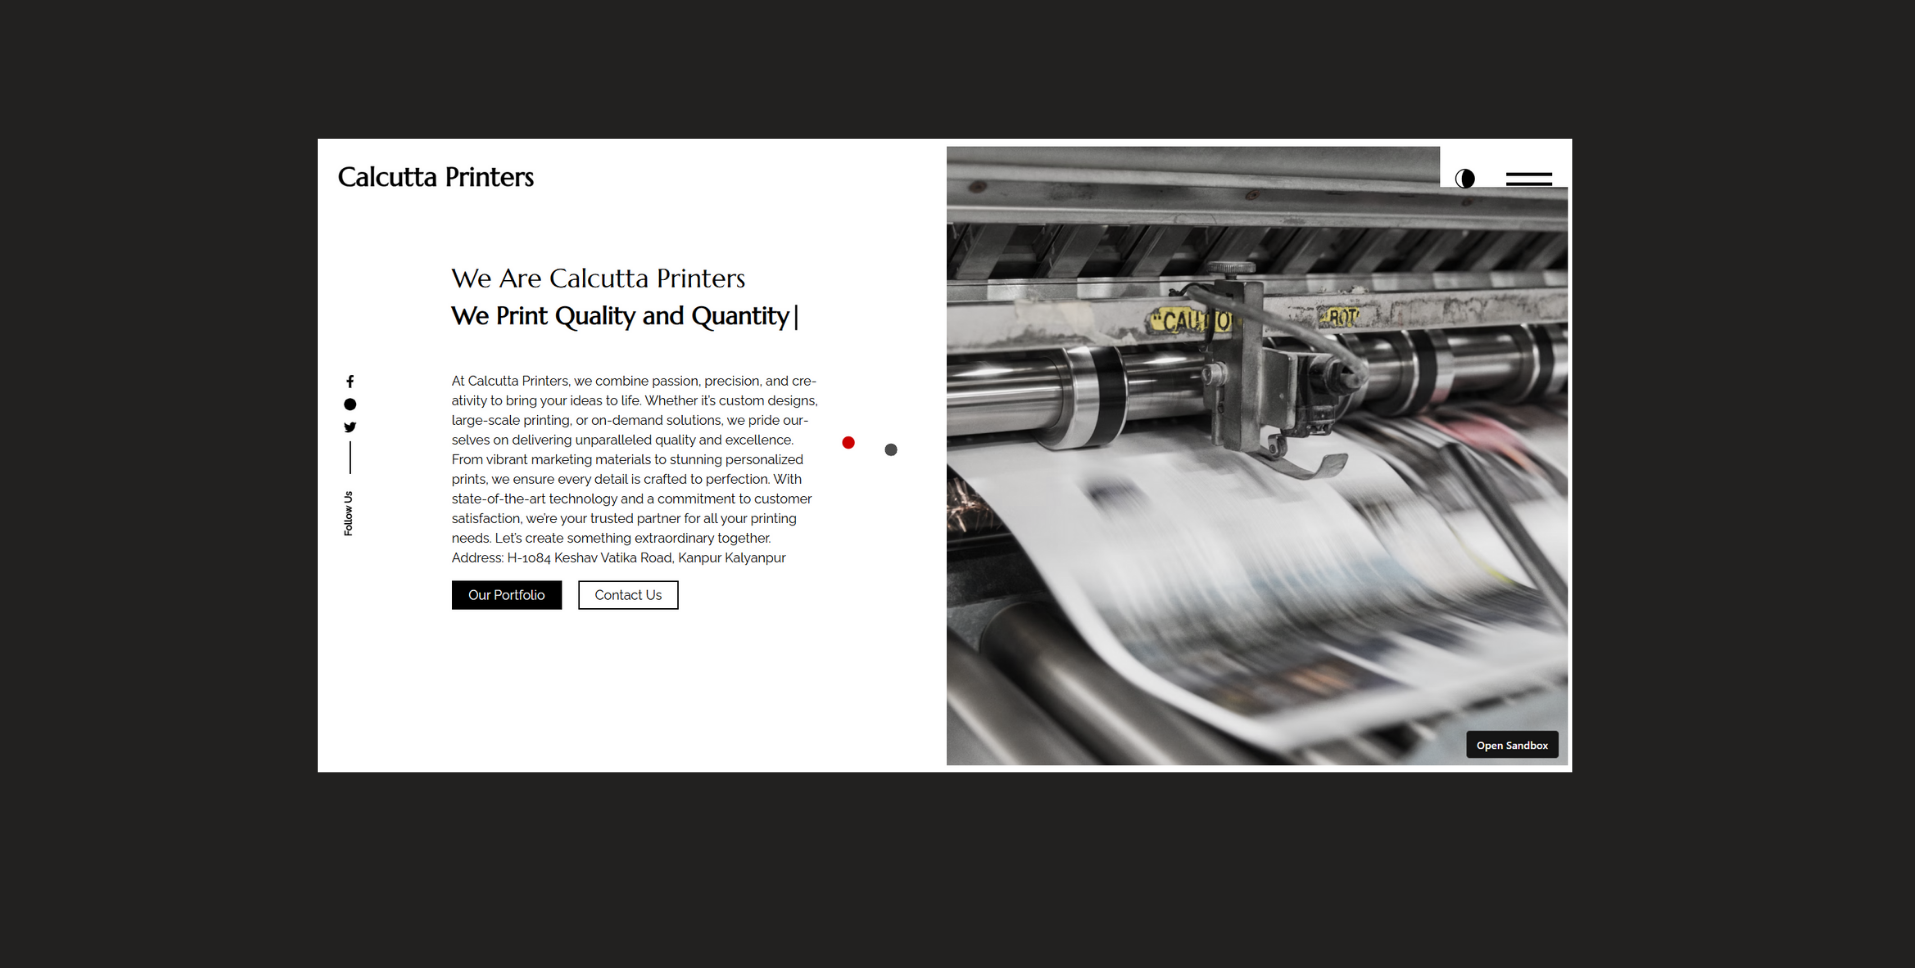 Calcutta Printers
We Are Calcutta Printers
We Print Quality and Quantity|
At Calcutta Printers, we combine passion, precision, and cre-
ativity to bring your ideas to life. Whether it's custom designs,
large-scale printing, or on-demand solutions, we pride our-
selves on delivering unparalleled quality and excellence.
From vibrant marketing materials to stunning personalized
prints, we ensure every detail is crafted to perfection. With
state-of-the-art technology and a commitment to customer
satisfaction, we're your trusted partner for all your printing
needs. Let's create something extraordinary together.
Address: H-1084 Keshav Vatika Road, Kanpur Kalyanpur
Our Portfolio
Contact Us
Follow Us
Open Sandbox